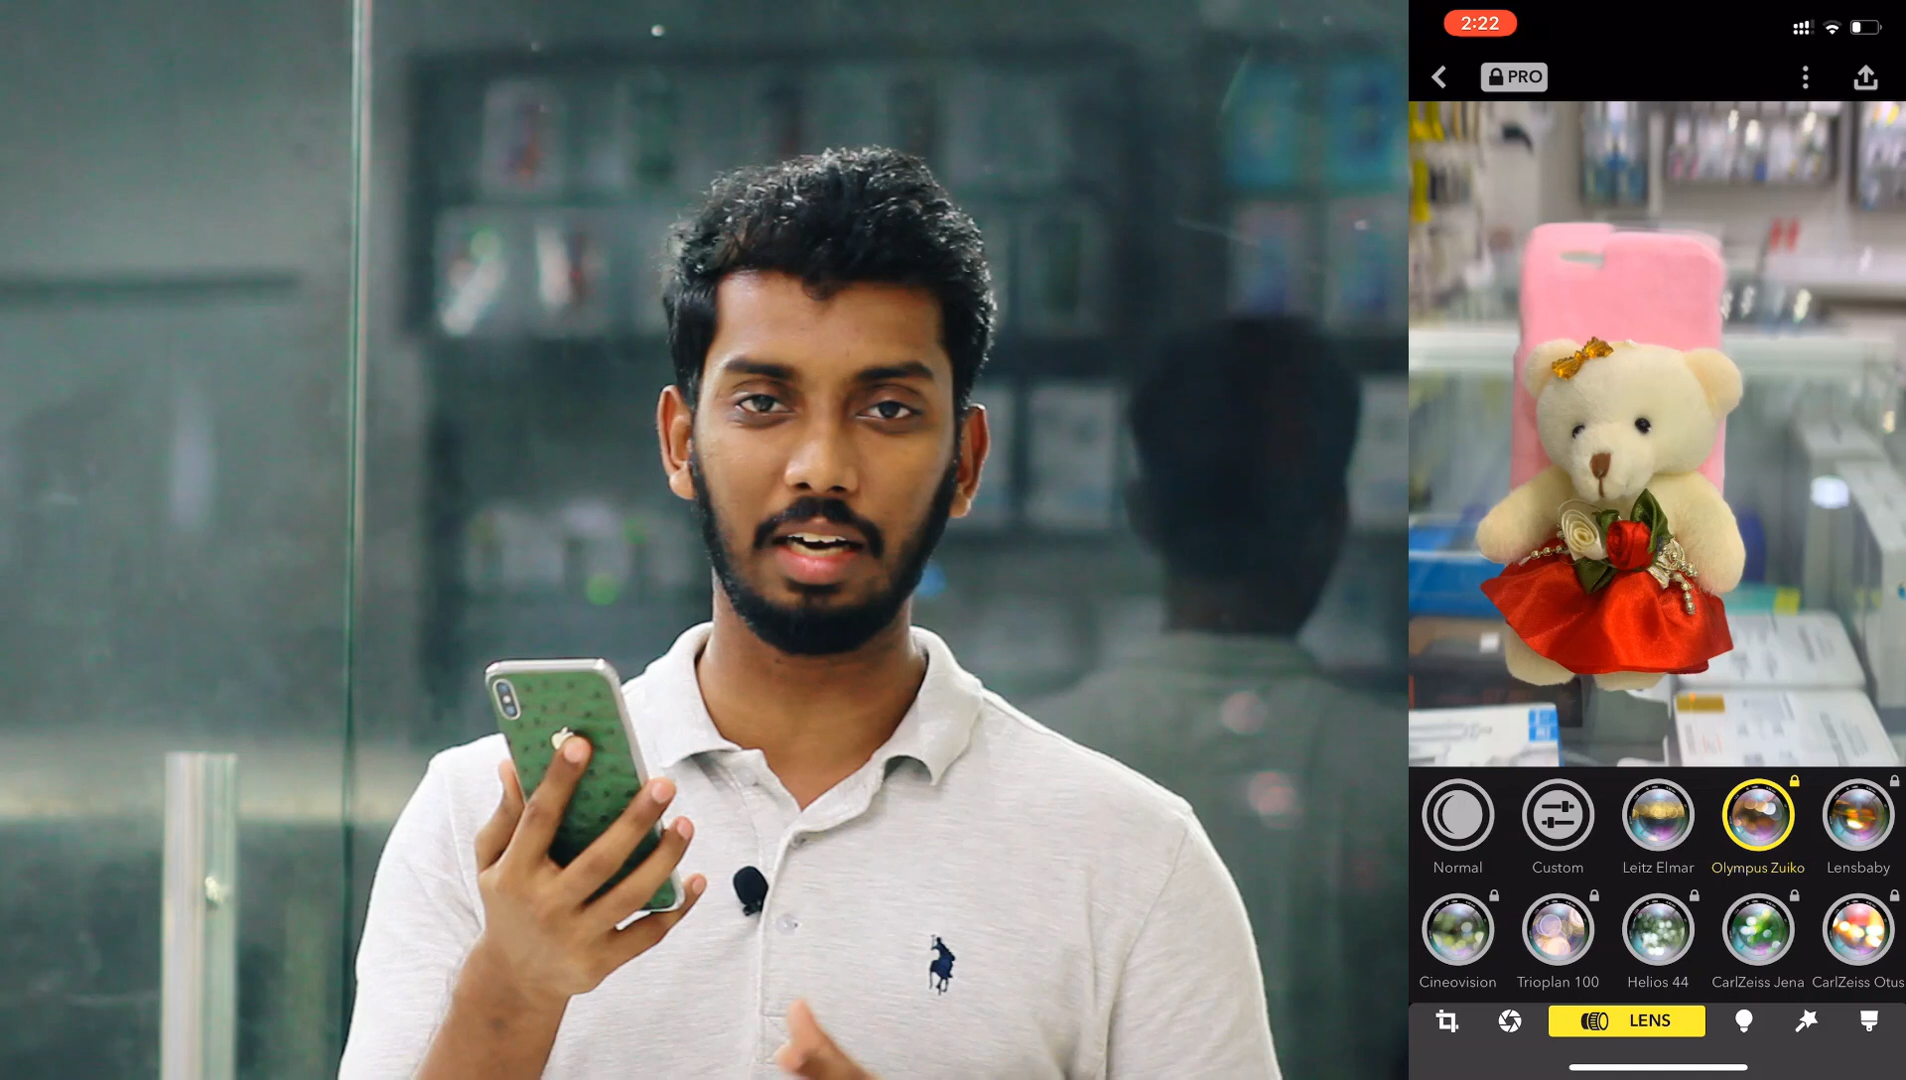 2:22
PRO
Normal
Custom
Leitz Elmar
Olympus Zuiko
Lensbaby
Cineovision
Trioplan 100
Helios 44
CarlZeiss Jena
CarlZeiss Otus
LENS